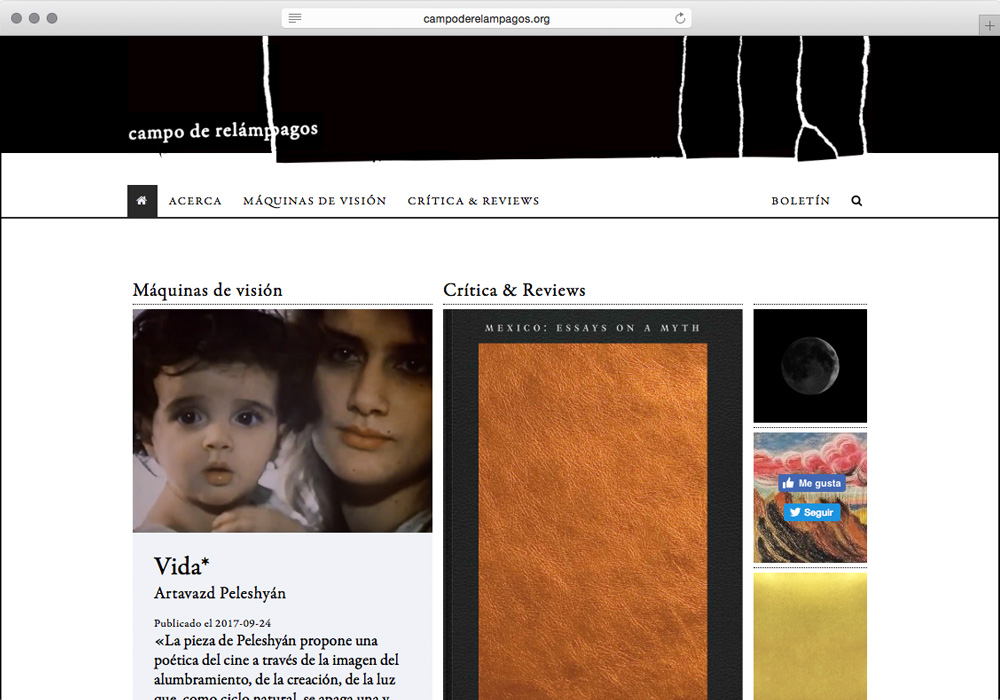 campoderelampagos.org
campo de relámpagos
ACERCA MÁQUINAS DE VISIÓN CRÍTICA & REVIEWS BOLETÍN
Máquinas de visión
Crítica & Reviews
MEXICO: ESSAYS ON A MYTH
Me gusta
Seguir
Vida*
Artavazd Peleshyán
Publicado el 2017-09-24
«La pieza de Peleshyán propone una
poética del cine a través de la imagen del
alumbramiento, de la creación, de la luz
que, como ciclo natural, se apaga una y